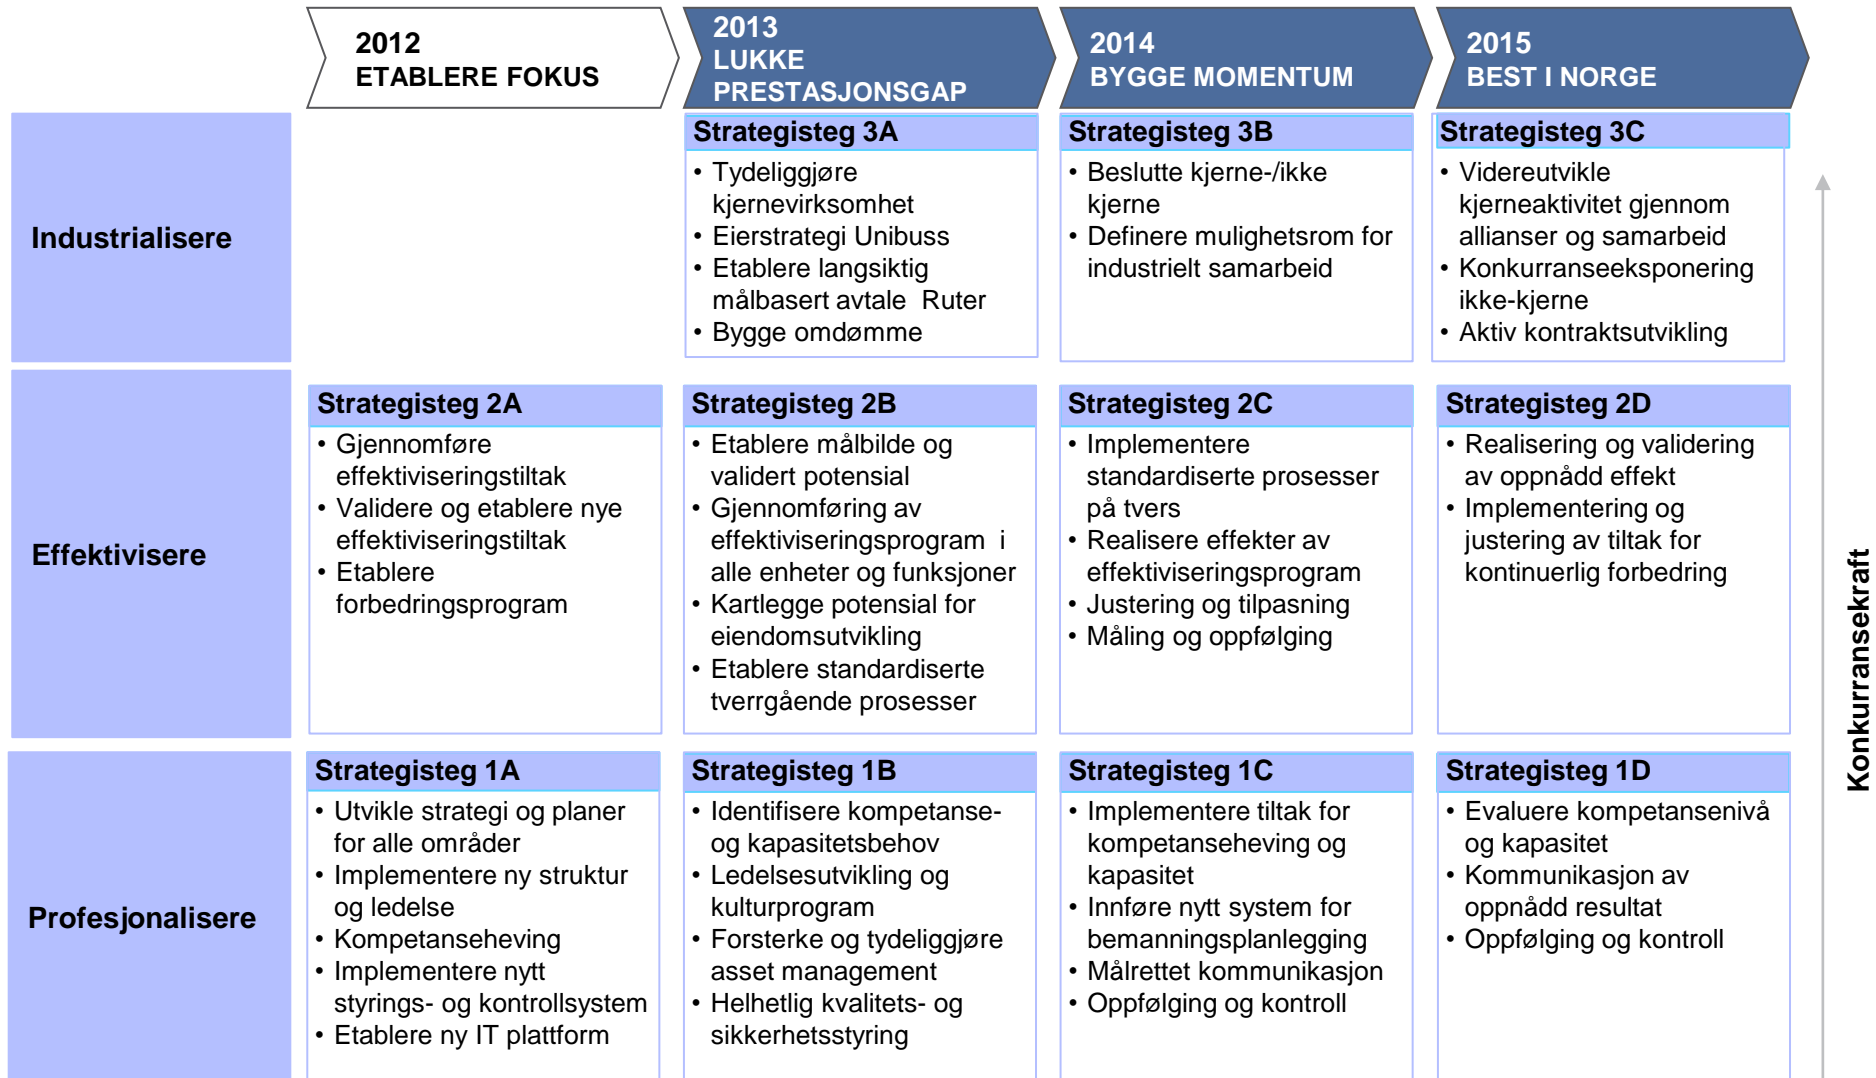 2012
ETABLERE FOKUS
2013
LUKKE
PRESTASJONSGAP
2014
BYGGE MOMENTUM
2015
BEST I NORGE
Industrialisere
Strategisteg 3A
• Tydeliggjøre
kjernevirksomhet
• Eierstrategi Unibuss
• Etablere langsiktig
målbasert avtale  Ruter
• Bygge omdømme
Strategisteg 3B
• Beslutte kjerne-/ikke
kjerne
• Definere mulighetsrom for
industrielt samarbeid
Strategisteg 3C
• Videreutvikle
kjerneaktivitet gjennom
allianser og samarbeid
• Konkurranseeksponering
ikke-kjerne
• Aktiv kontraktsutvikling
Effektivisere
Strategisteg 2A
• Gjennomføre
effektiviseringstiltak
• Validere og etablere nye
effektiviseringstiltak
• Etablere
forbedringsprogram
Strategisteg 2B
• Etablere målbilde og
validert potensial
• Gjennomføring av
effektiviseringsprogram  i
alle enheter og funksjoner
• Kartlegge potensial for
eiendomsutvikling
• Etablere standardiserte
tverrgående prosesser
Strategisteg 2C
• Implementere
standardiserte prosesser
på tvers
• Realisere effekter av
effektiviseringsprogram
• Justering og tilpasning
• Måling og oppfølging
Strategisteg 2D
• Realisering og validering
av oppnådd effekt
• Implementering og
justering av tiltak for
kontinuerlig forbedring
Profesjonalisere
Strategisteg 1A
• Utvikle strategi og planer
for alle områder
• Implementere ny struktur
og ledelse
• Kompetanseheving
• Implementere nytt
styrings- og kontrollsystem
• Etablere ny IT plattform
Strategisteg 1B
• Identifisere kompetanse-
og kapasitetsbehov
• Ledelsesutvikling og
kulturprogram
• Forsterke og tydeliggjøre
asset management
• Helhetlig kvalitets- og
sikkerhetsstyring
Strategisteg 1C
• Implementere tiltak for
kompetanseheving og
kapasitet
• Innføre nytt system for
bemanningsplanlegging
• Målrettet kommunikasjon
• Oppfølging og kontroll
Strategisteg 1D
• Evaluere kompetansenivå
og kapasitet
• Kommunikasjon av
oppnådd resultat
• Oppfølging og kontroll
Konkurransekraft